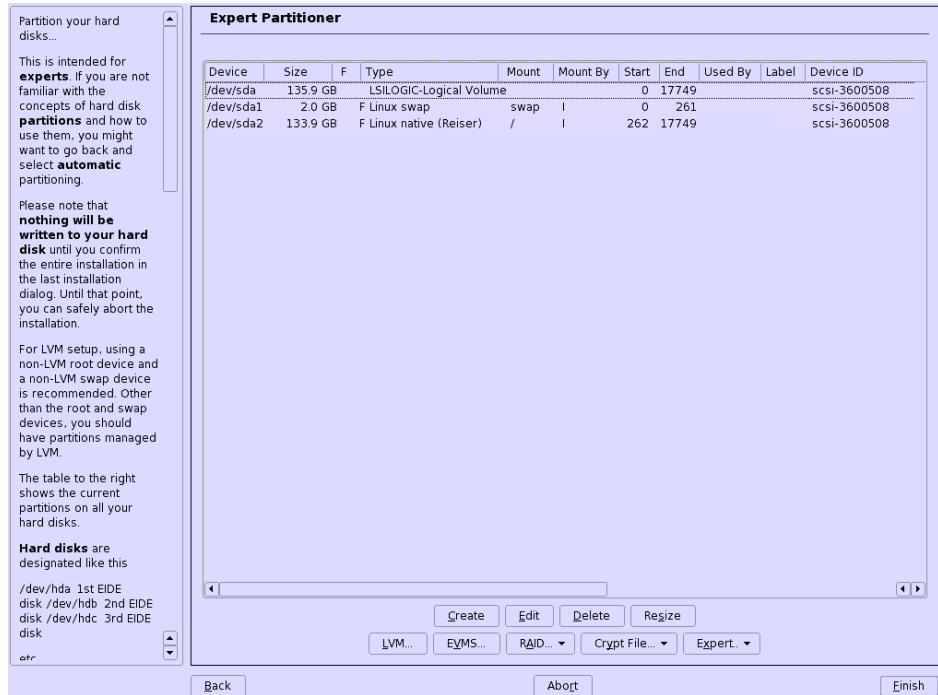 Partition your hard
disks...
This is intended for
experts. If you are not
familiar with the
concepts of hard disk
partitions and how to
use them, you might
want to go back and
select automatic
partitioning.
Please note that
nothing will be
written to your hard
disk until you confirm
the entire installation in
the last installation
dialog. Until that point,
you can safely abort the
installation.
For LVM setup, using a
non-LVM root device and
a non-LVM swap device
is recommended. Other
than the root and swap
devices, you should
have partitions managed
by LVM.
The table to the right
shows the current
partitions on all your
hard disks.
Hard disks are
designated like this
/dev/hda 1st EIDE
disk /dev/hdb 2nd EIDE
disk /dev/hdc 3rd EIDE
disk
etc
Expert Partitioner
Device Size F Type Mount Mount By Start End Used By Label Device ID
/dev/sda 135.9 GB LSILOGIC-Logical Volume 0 17749 scsi-3600508
/dev/sda1 2.0 GB F Linux swap swap I 0 261 scsi-3600508
/dev/sda2 133.9 GB F Linux native (Reiser) / I 262 17749 scsi-3600508
Create Edit Delete Resize
LVM... EVMS... RAID... Crypt File... Expert..
Back Abort Finish